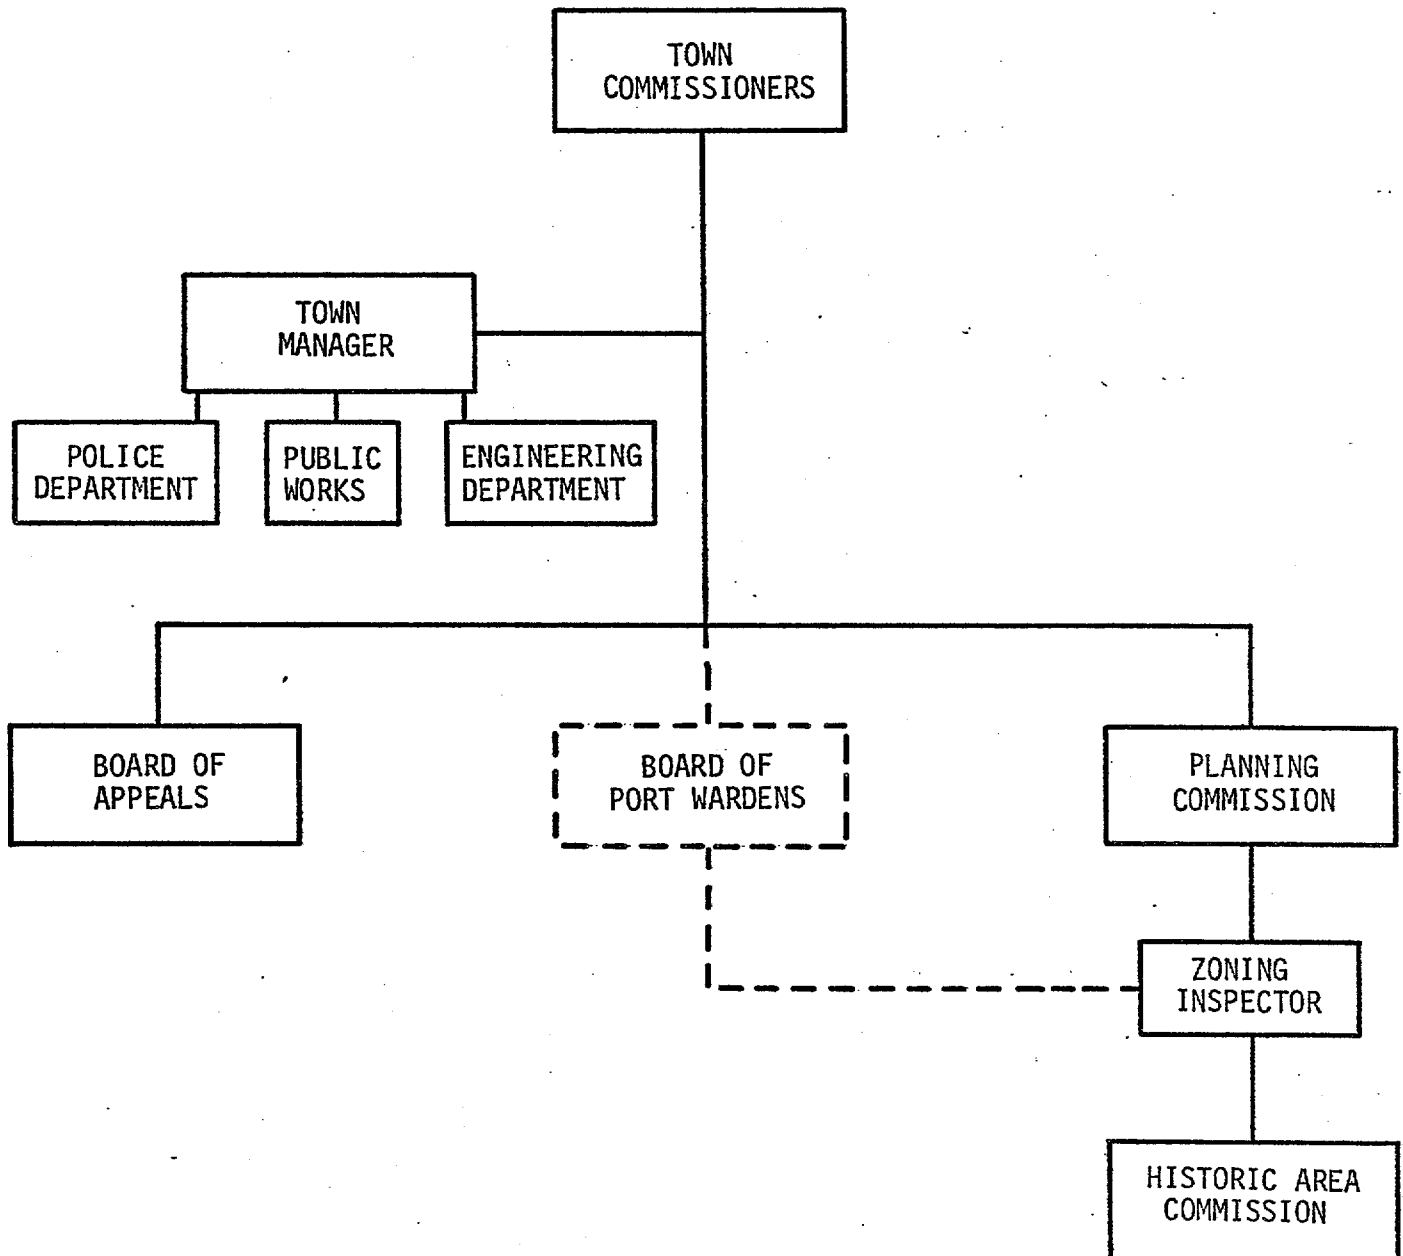 TOWN
COMMISSIONERS
TOWN
MANAGER
POLICE
DEPARTMENT
PUBLIC
WORKS
ENGINEERING
DEPARTMENT
BOARD OF
APPEALS
BOARD OF
PORT WARDENS
PLANNING
COMMISSION
ZONING
INSPECTOR
HISTORIC AREA
COMMISSION